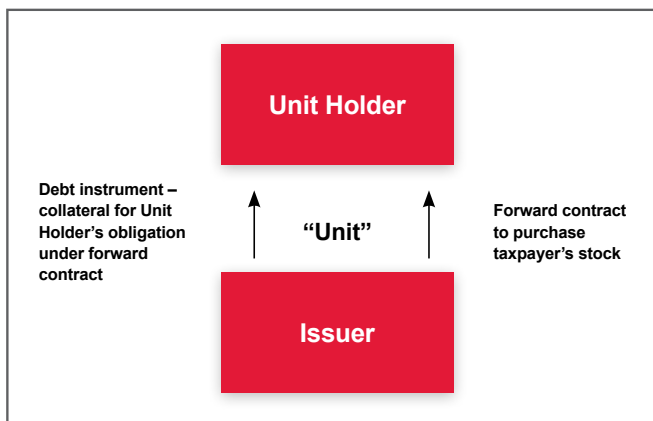 Unit Holder
Debt instrument –
collateral for Unit
Holder’s obligation
under forward
contract
“Unit”
Forward contract
to purchase
taxpayer’s stock
Issuer